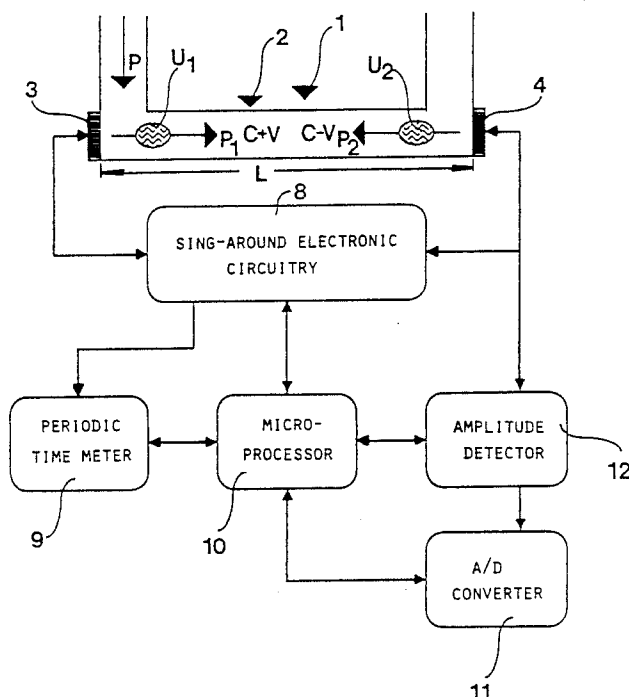 2
1
P
U1
U2
3
4
P1 C+V
C-V P2
L
8
SING-AROUND ELECTRONIC
CIRCUITRY
PERIODIC
TIME METER
MICRO-
PROCESSOR
AMPLITUDE
DETECTOR
9
10
12
A/D
CONVERTER
11